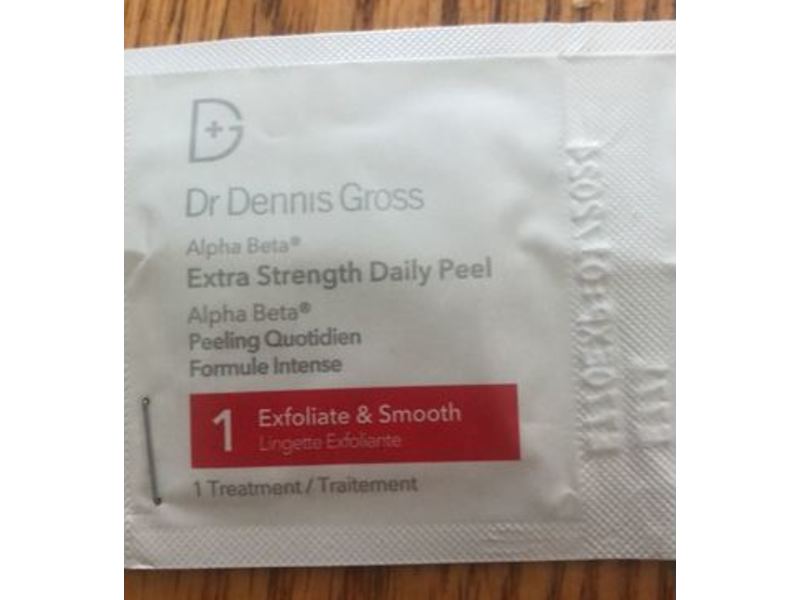 Dr Dennis Gross
Alpha Beta®
Extra Strength Daily Peel
Alpha Beta®
Peeling Quotidien
Formule Intense
1 Exfoliate & Smooth
Lingette Exfoliante
1 Treatment / Traitement